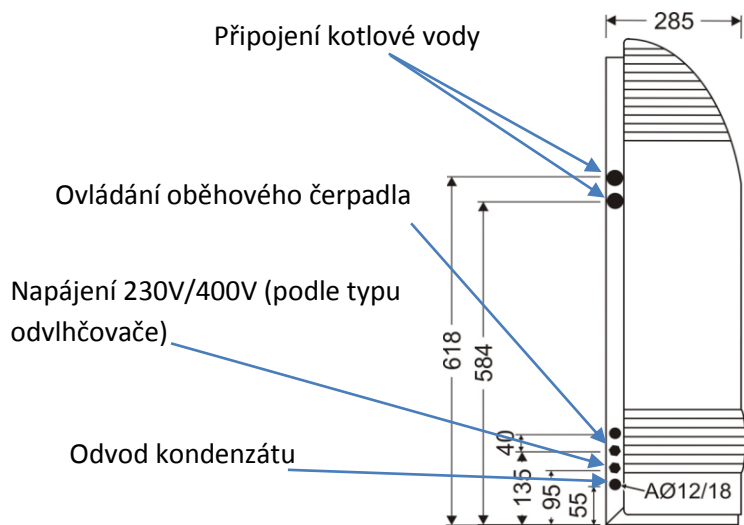 285
Připojení kotlové vody
Ovládání oběhového čerpadla
Napájení 230V/400V (podle typu
odvlhčovače)
618
584
Odvod kondenzátu
40
135
95
55
AØ12/18